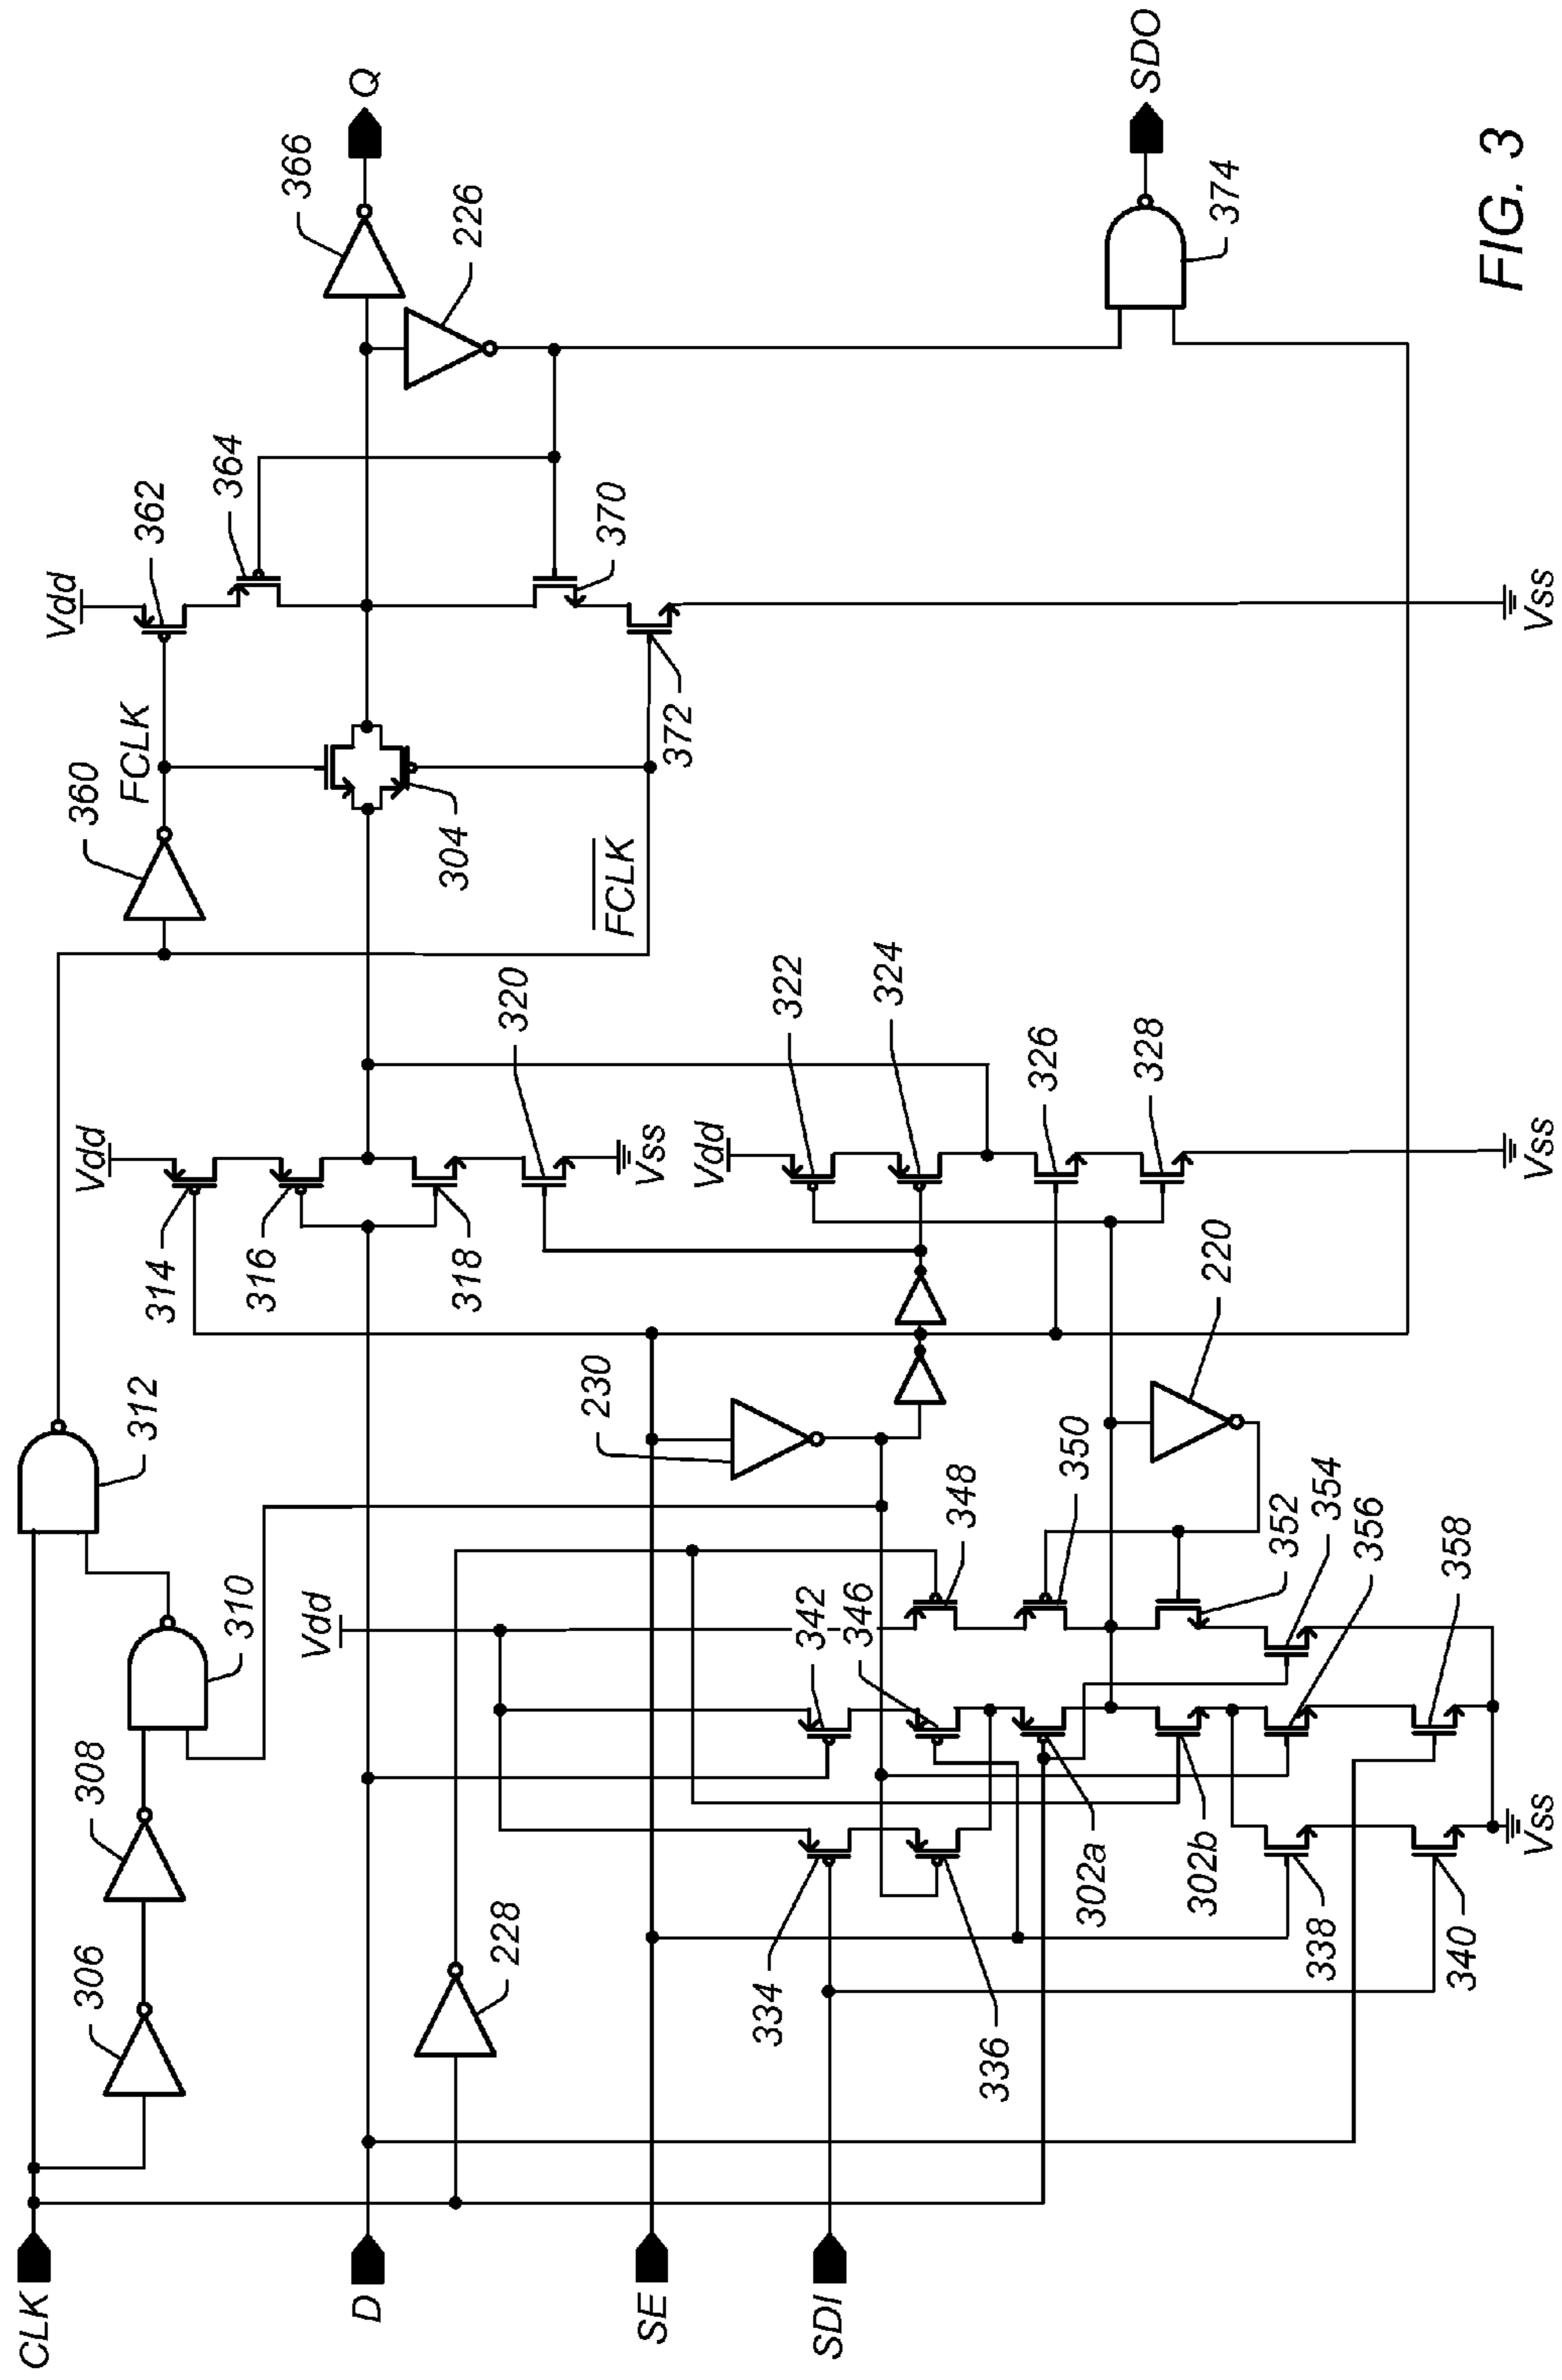 CLK
D
SE
SDI
306
308
310
312
228
230
Vdd
314
316
318
320
Vss
Vdd
322
324
326
328
Vss
220
Vdd
342
346
348
350
352
354
356
358
334
336
302a
302b
338
340
Vss
360
FCLK
FCLK
304
Vdd
362
364
370
372
Vss
366
226
Q
374
SDO
FIG. 3